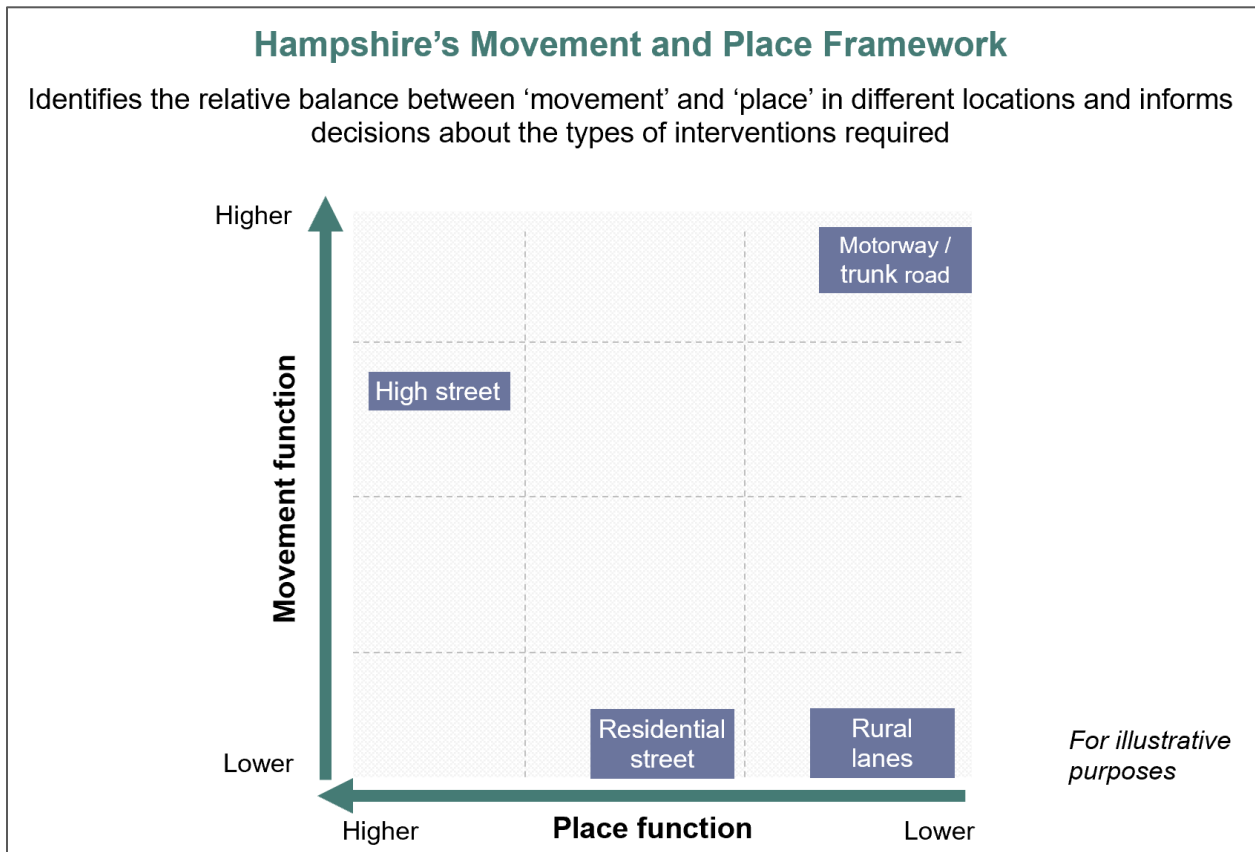 Hampshire’s Movement and Place Framework
Identifies the relative balance between ‘movement’ and ‘place’ in different locations and informs
decisions about the types of interventions required
Higher
Motorway /
trunk road
High street
Movement function
Residential
street
Rural
lanes
For illustrative
purposes
Lower
Higher
Place function
Lower